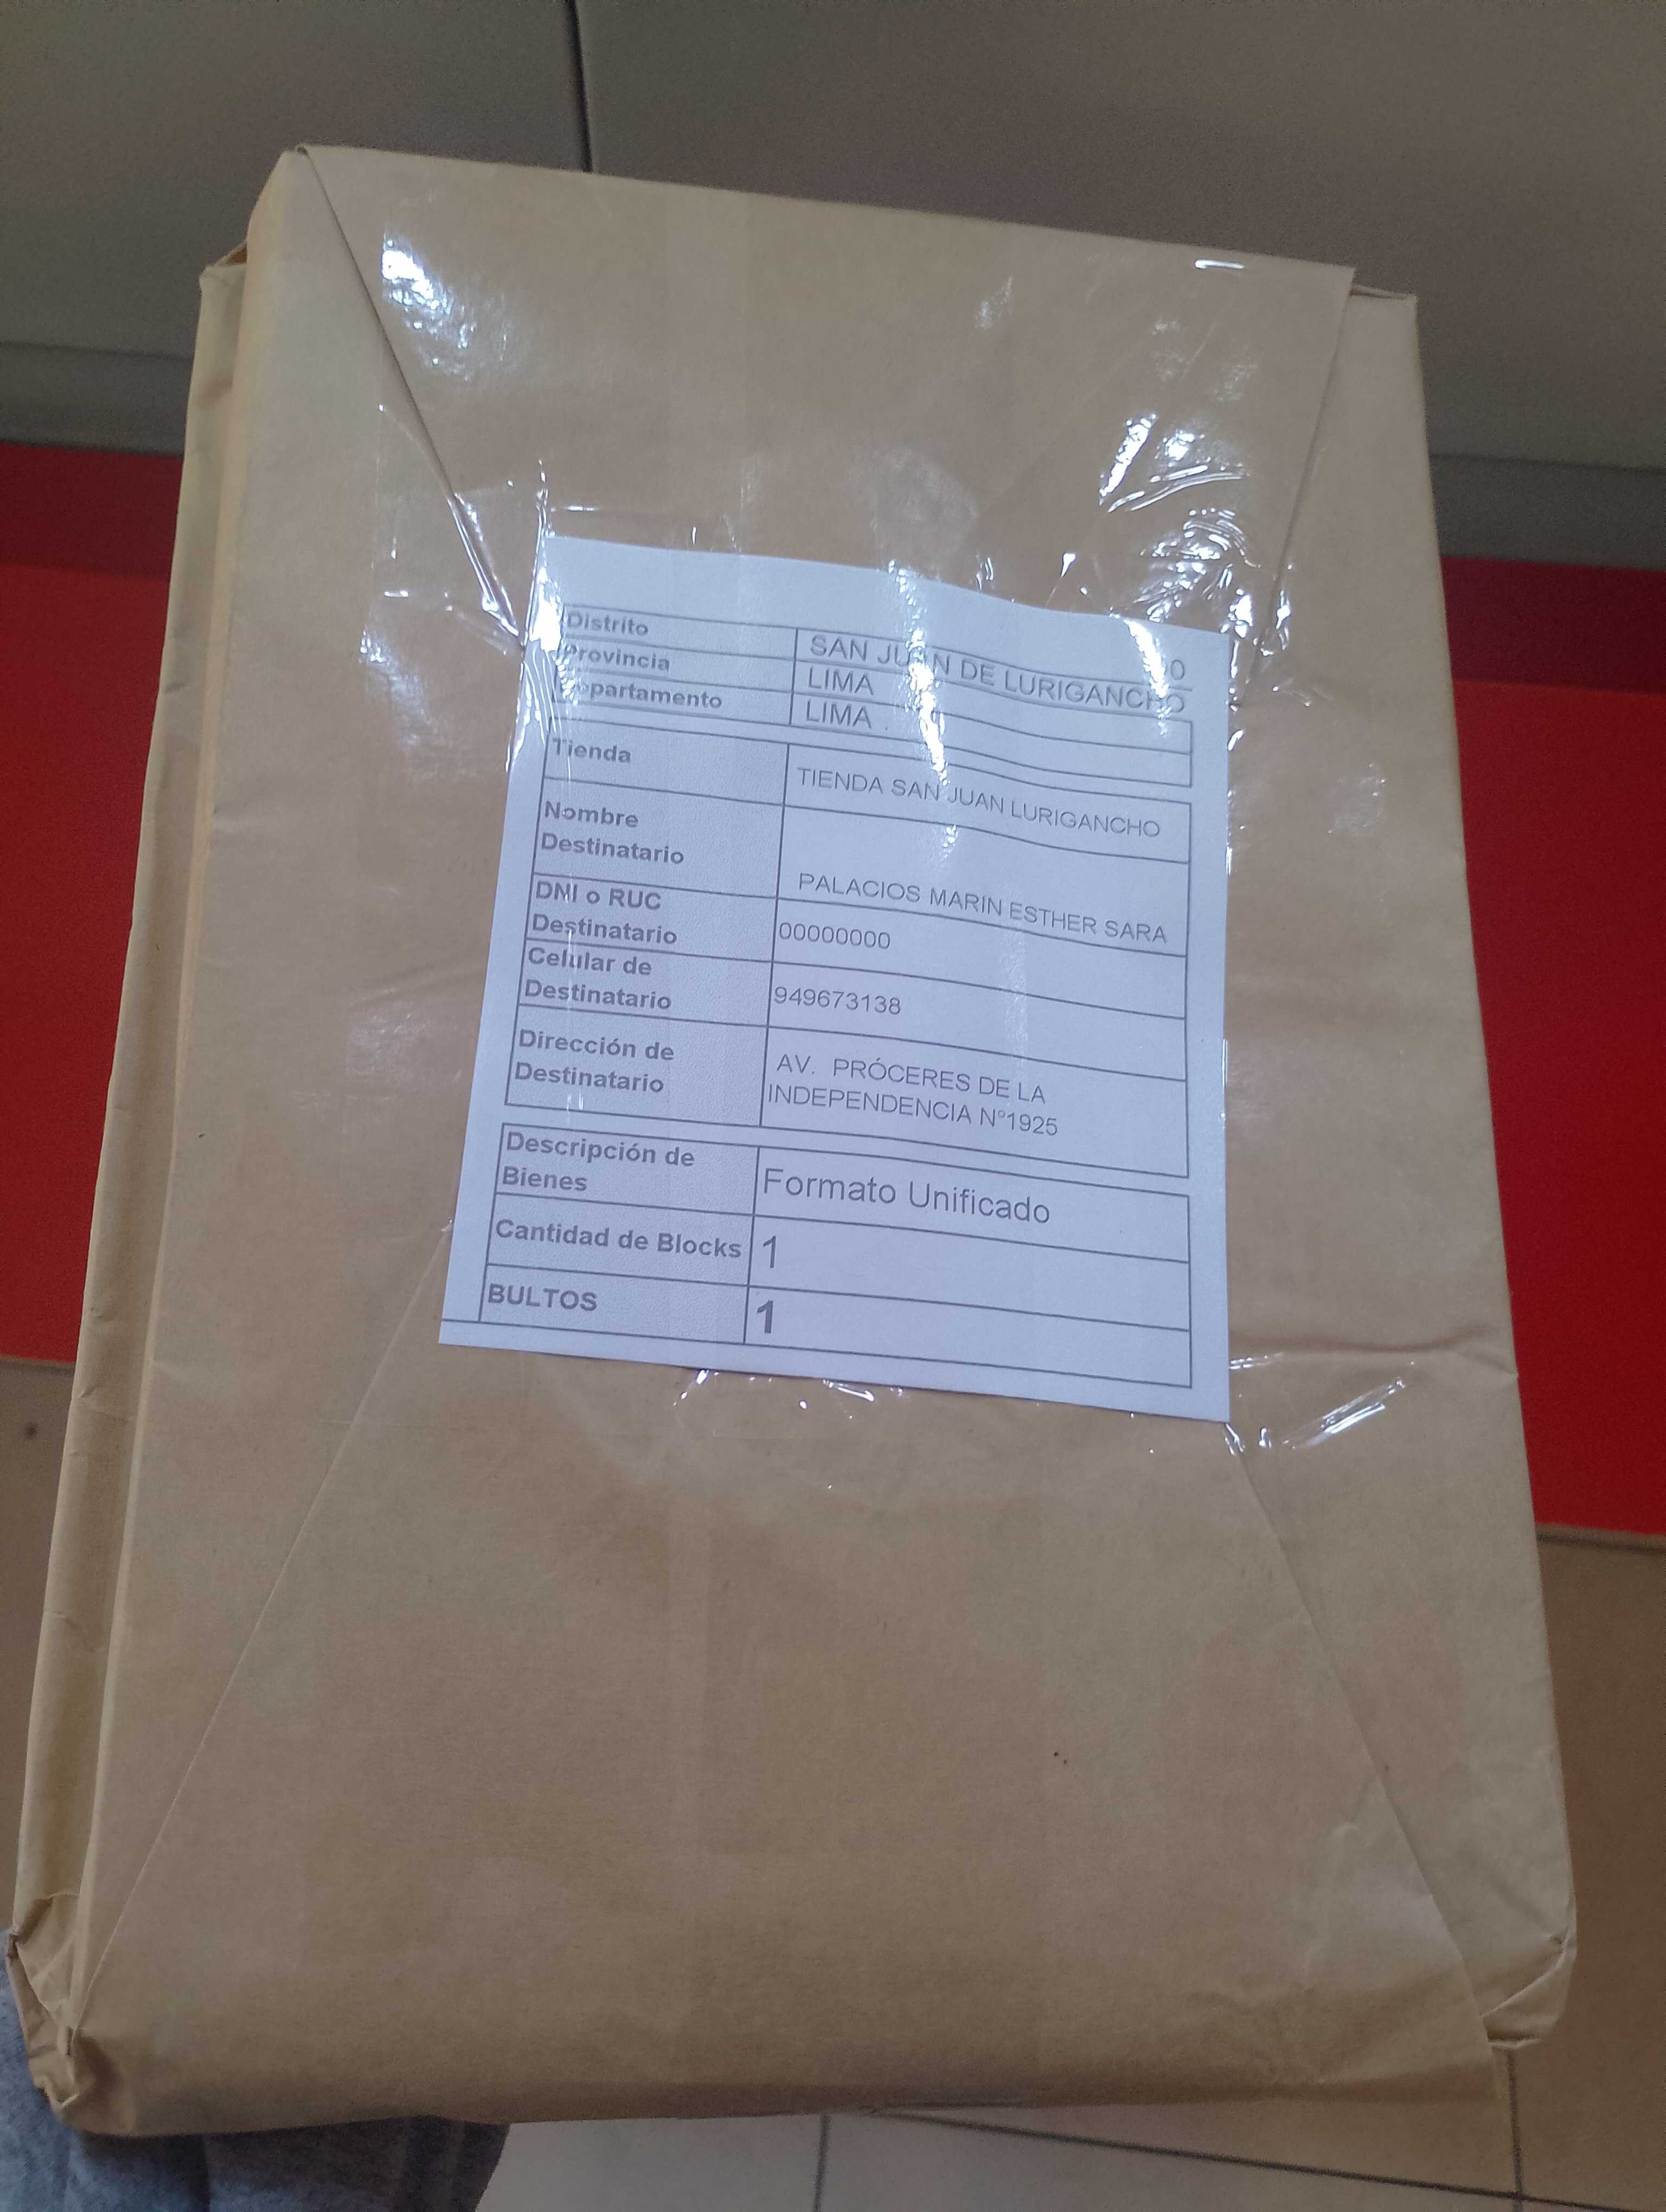 0
Distrito SAN JUAN DE LURIGANCHO
Provincia LIMA
Departamento LIMA
Tienda TIENDA SAN JUAN LURIGANCHO
Nombre
Destinatario PALACIOS MARIN ESTHER SARA
DNI o RUC
Destinatario 00000000
Celular de
Destinatario 949673138
Dirección de
Destinatario
AV. PRÓCERES DE LA
INDEPENDENCIA Nº1925
Descripción de
Bienes
Formato Unificado
Cantidad de Blocks 1
BULTOS 1